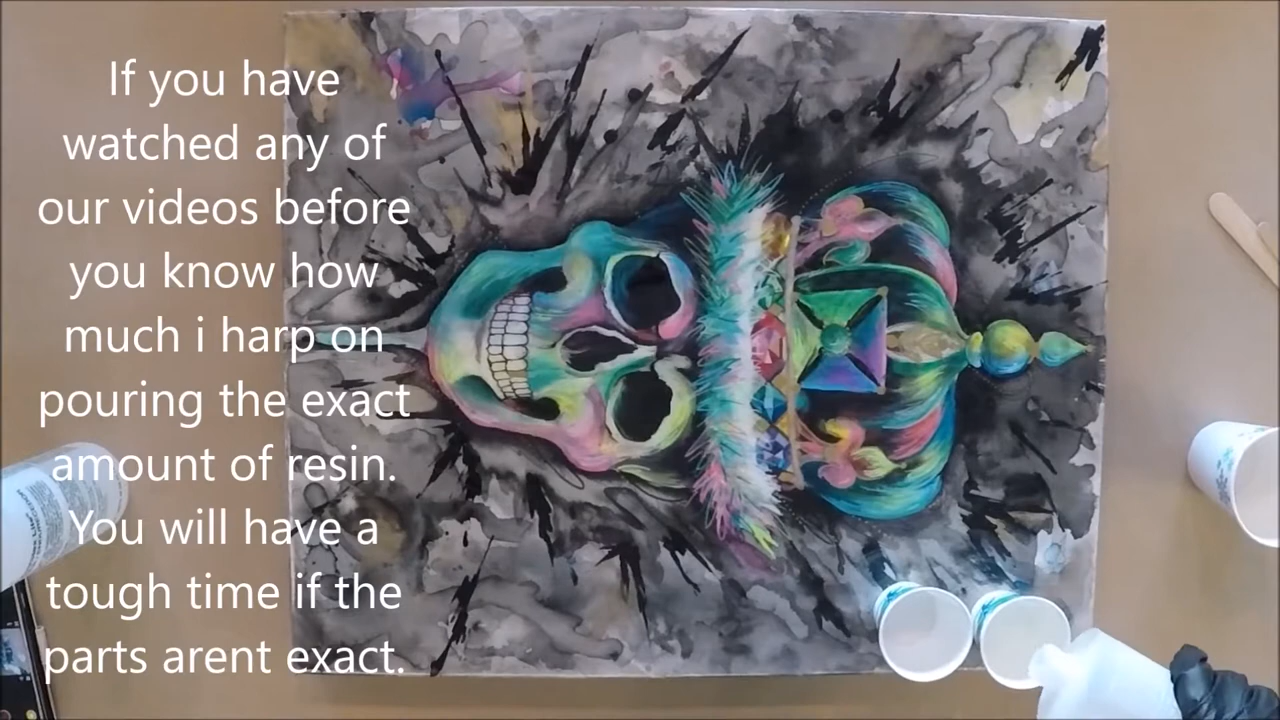 If you have
watched any of
our videos before
you know how
much i harp on
pouring the exact
amount of resin.
You will have a
tough time if the
parts arent exact.